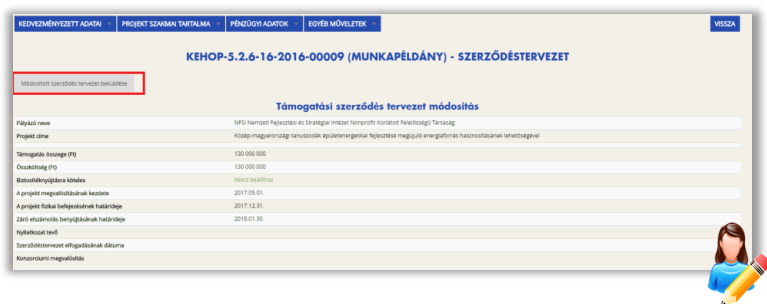 KEDVEZMÉNYEZETT ADATAI PROJEKT SZAKMAI TARTALMA PÉNZÜGYI ADATOK EGYÉB MŰVELETEK VISSZA
KEHOP-5.2.6-16-2016-00009 (MUNKAPÉLDÁNY) - SZERZŐDÉSTERVEZET
Módosított szerződés tervezet beküldése
Támogatási szerződés tervezet módosítás
Pályázó neve NFSI Nemzeti Fejlesztési és Stratégiai Intézet Nonprofit Korlátolt Felelősségű Társaság
Projekt címe Közép-magyarországi tanuszodák épületenergetikai fejlesztése megújuló energiaforrás hasznosításának lehetőségével
Támogatás összege (Ft) 130 000 000
Összköltség (Ft) 130 000 000
Biztosítéknyújtásra köteles Nincs beállítva!
A projekt megvalósításának kezdete 2017.05.01.
A projekt fizikai befejezésének határideje 2017.12.31.
Záró elszámolás benyújtásának határideje 2018.01.30.
Nyilatkozat tevő
Szerződéstervezet elfogadásának dátuma
Konzorciumi megvalósítás